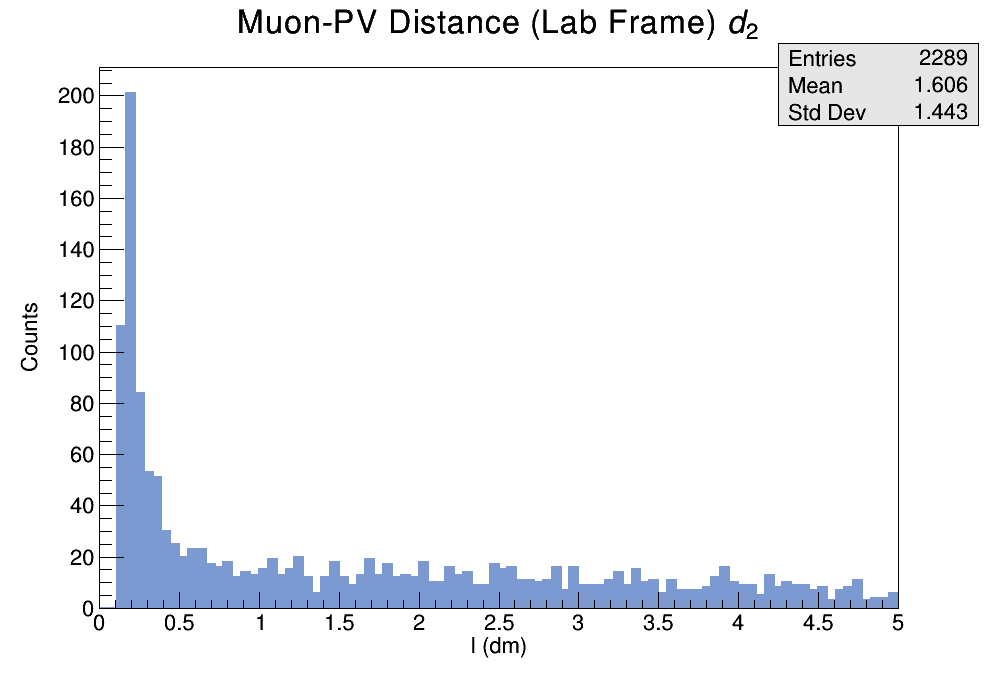 Muon-PV Distance (Lab Frame) d2
Entries 2289
Mean 1.606
Std Dev 1.443
Counts
200
180
160
140
120
100
80
60
40
20
0
0 0.5 1 1.5 2 2.5 3 3.5 4 4.5 5
l (dm)